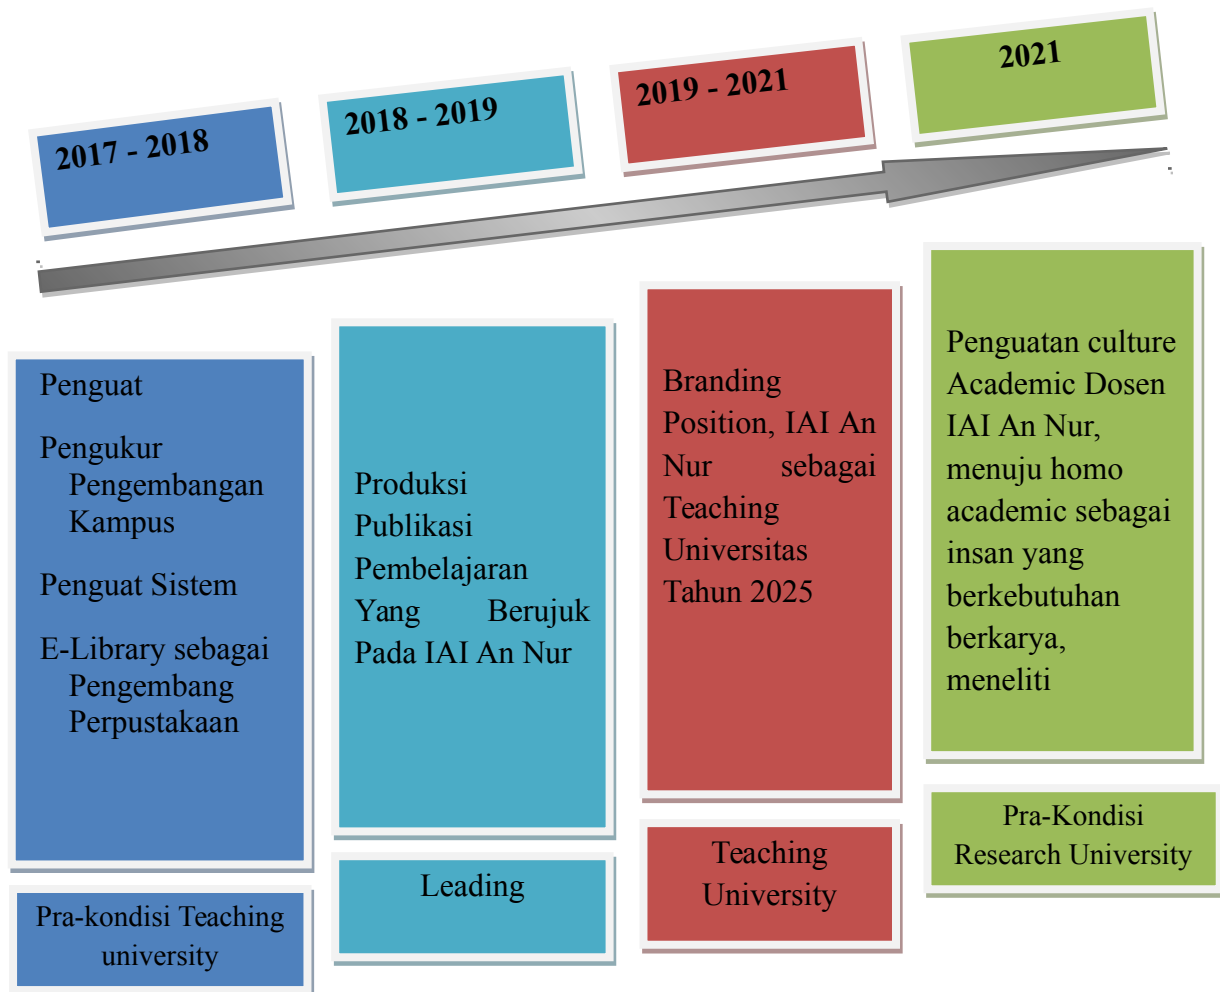 2017 - 2018
2018 - 2019
2019 - 2021
2021
Penguat
Pengukur
Pengembangan
Kampus
Penguat Sistem
E-Library sebagai
Pengembang
Perpustakaan
Pra-kondisi Teaching
university
Produksi
Publikasi
Pembelajaran
Yang Berujuk
Pada IAI An Nur
Leading
Branding
Position, IAI An
Nur sebagai
Teaching
Universitas
Tahun 2025
Teaching
University
Penguatan culture
Academic Dosen
IAI An Nur,
menuju homo
academic sebagai
insan yang
berkebutuhan
berkarya,
meneliti
Pra-Kondisi
Research University